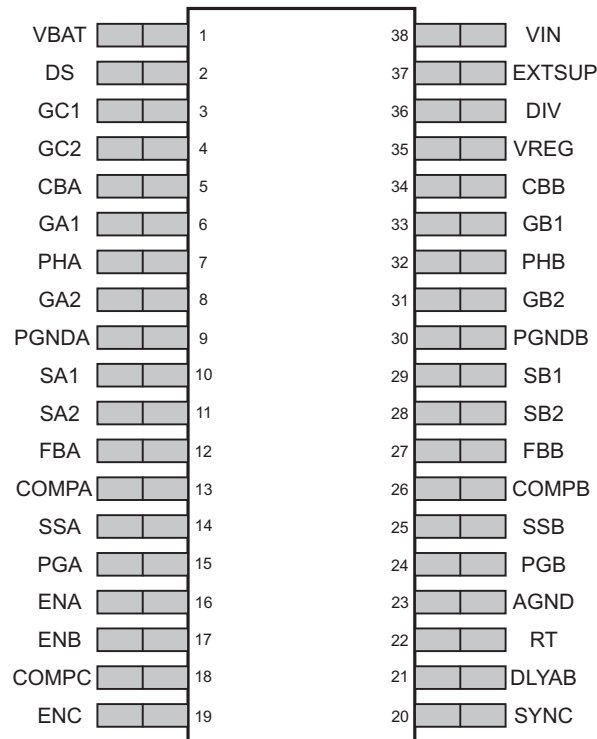 VBAT 1 38 VIN
DS 2 37 EXTSUP
GC1 3 36 DIV
GC2 4 35 VREG
CBA 5 34 CBB
GA1 6 33 GB1
PHA 7 32 PHB
GA2 8 31 GB2
PGNDA 9 30 PGNDB
SA1 10 29 SB1
SA2 11 28 SB2
FBA 12 27 FBB
COMPA 13 26 COMPB
SSA 14 25 SSB
PGA 15 24 PGB
ENA 16 23 AGND
ENB 17 22 RT
COMPC 18 21 DLYAB
ENC 19 20 SYNC